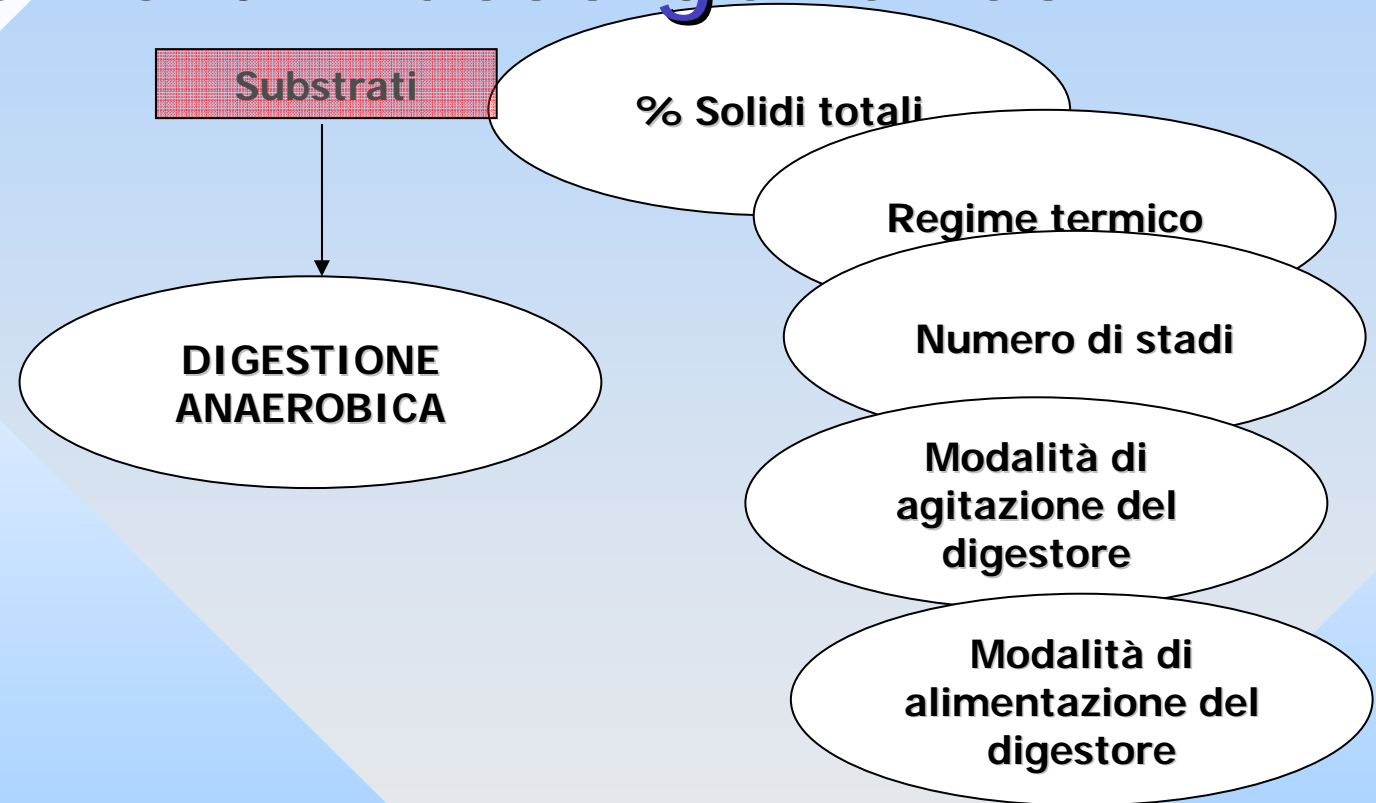 Substrati
% Solidi totali
Regime termico
Numero di stadi
DIGESTIONE
ANAEROBICA
Modalità di
agitazione del
digestore
Modalità di
alimentazione del
digestore